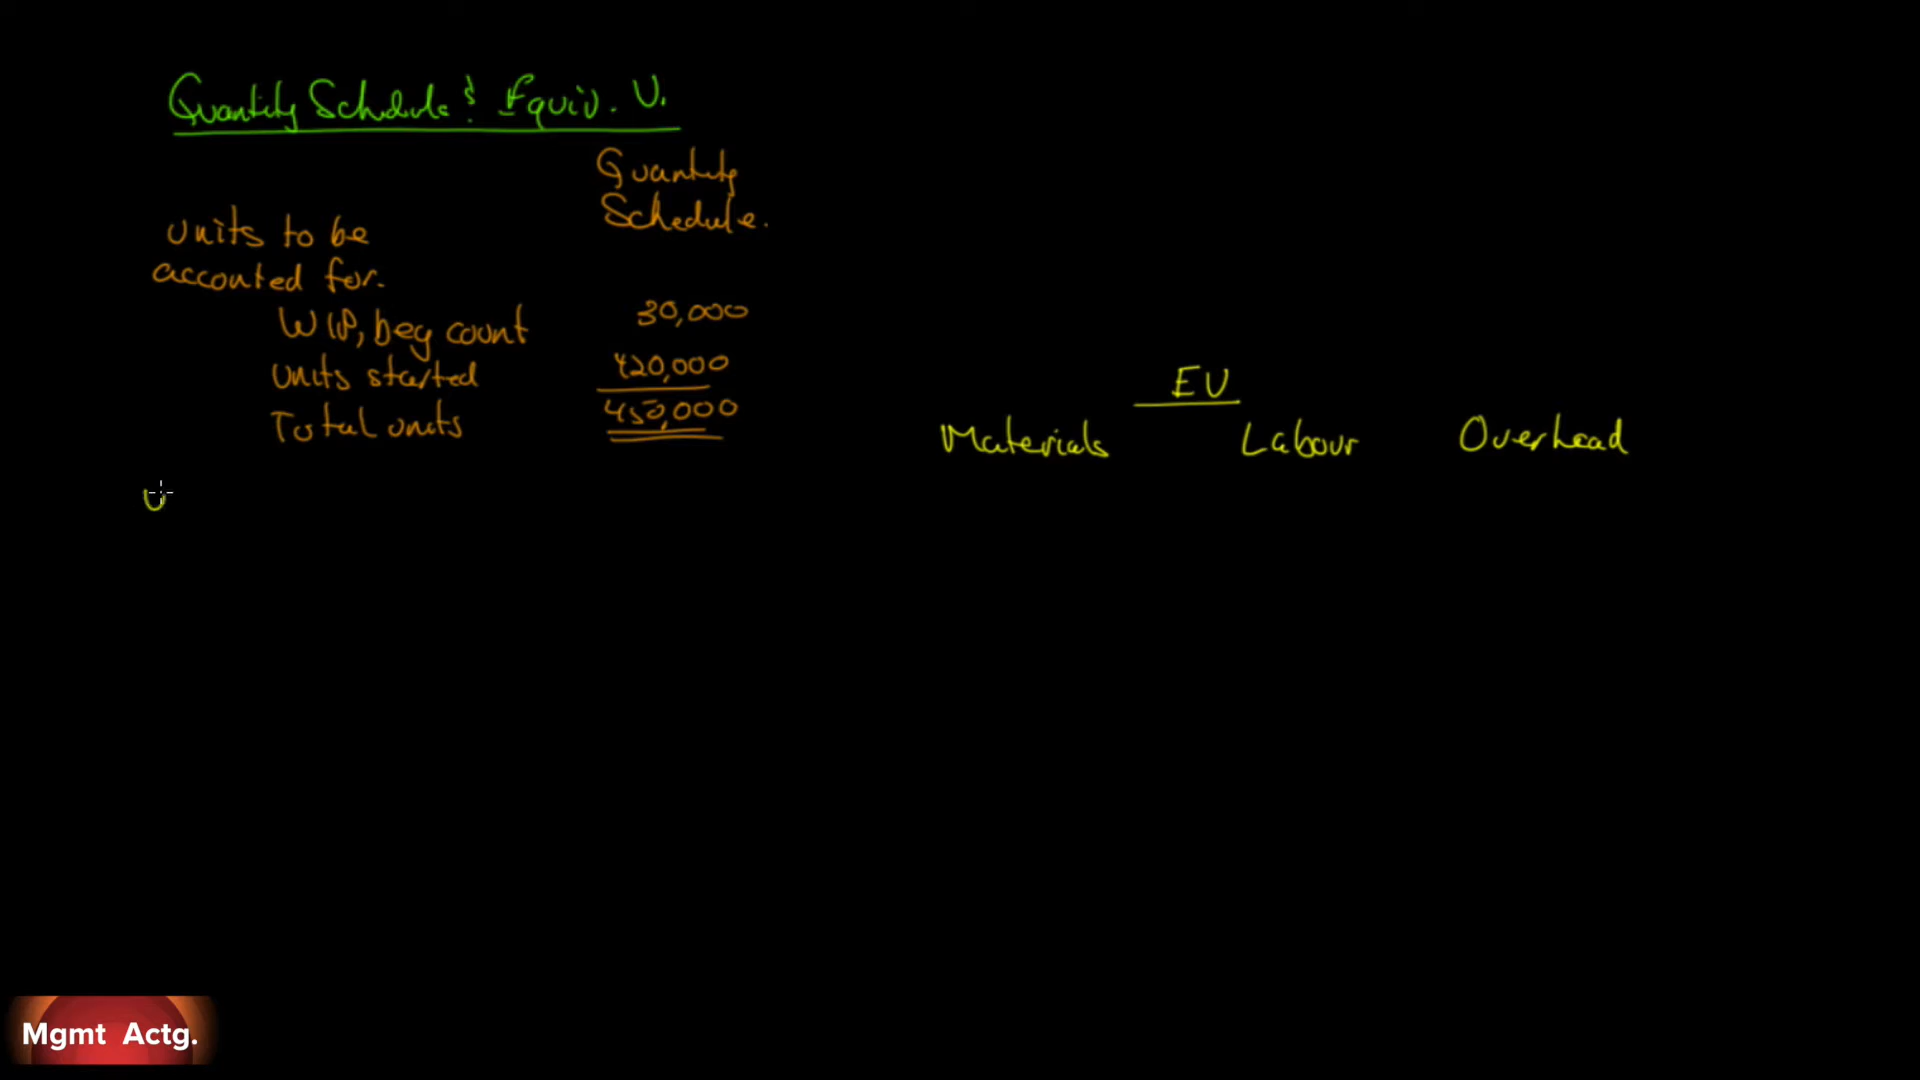 Quantity Schedule & Equiv. U.
Quantity
Schedule.
units to be
accounted for.
WIP, beg count 30,000
units started 420,000
Total units 450,000
EU
Materials Labour Overhead
U
Mgmt Actg.